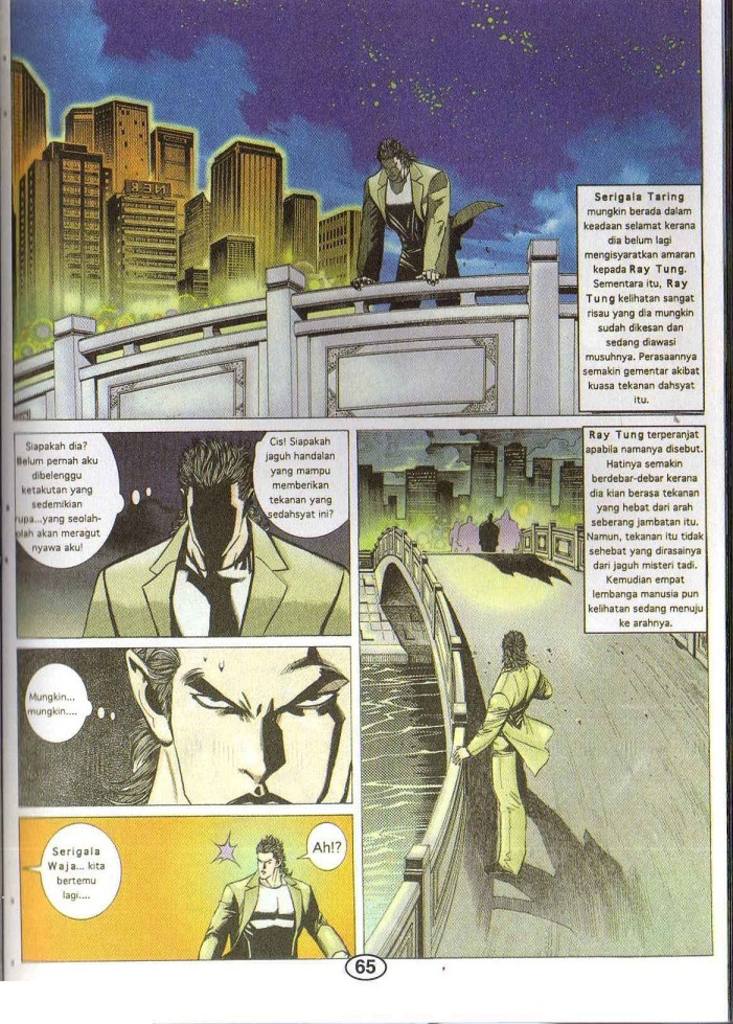 NER
Serigala Taring
mungkin berada dalam
keadaan selamat kerana
dia belum lagi
mengisyaratkan amaran
kepada Ray Tung.
Sementara itu, Ray
Tung kelihatan sangat
risau yang dia mungkin
sudah dikesan dan
sedang diawasi
musuhnya. Perasaannya
semakin gementar akibat
kuasa tekanan dahsyat
itu.
Siapakah dia?
Belum pernah aku
dibelenggu
ketakutan yang
sedemikian
rupa...yang seolah-
olah akan meragut
nyawa aku!
Cis! Siapakah
jaguh handalan
yang mampu
memberikan
tekanan yang
sedahsyat ini?
Mungkin...
mungkin....
Serigala
Waja... kita
bertemu
lagi....
Ah!?
Ray Tung terperanjat
apabila namanya disebut.
Hatinya semakin
berdebar-debar kerana
dia kian berasa tekanan
yang hebat dari arah
seberang jambatan itu.
Namun, tekanan itu tidak
sehebat yang dirasainya
dari jaguh misteri tadi.
Kemudian empat
lembanga manusia pun
kelihatan sedang menuju
ke arahnya.
65